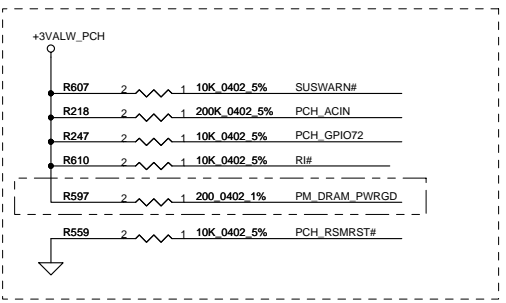 +3VALW_PCH
R607 2 1 10K_0402_5% SUSWARN#
R218 2 1 200K_0402_5% PCH_ACIN
R247 2 1 10K_0402_5% PCH_GPIO72
R610 2 1 10K_0402_5% RI#
R597 2 1 200_0402_1% PM_DRAM_PWRGD
R559 2 1 10K_0402_5% PCH_RSMRST#